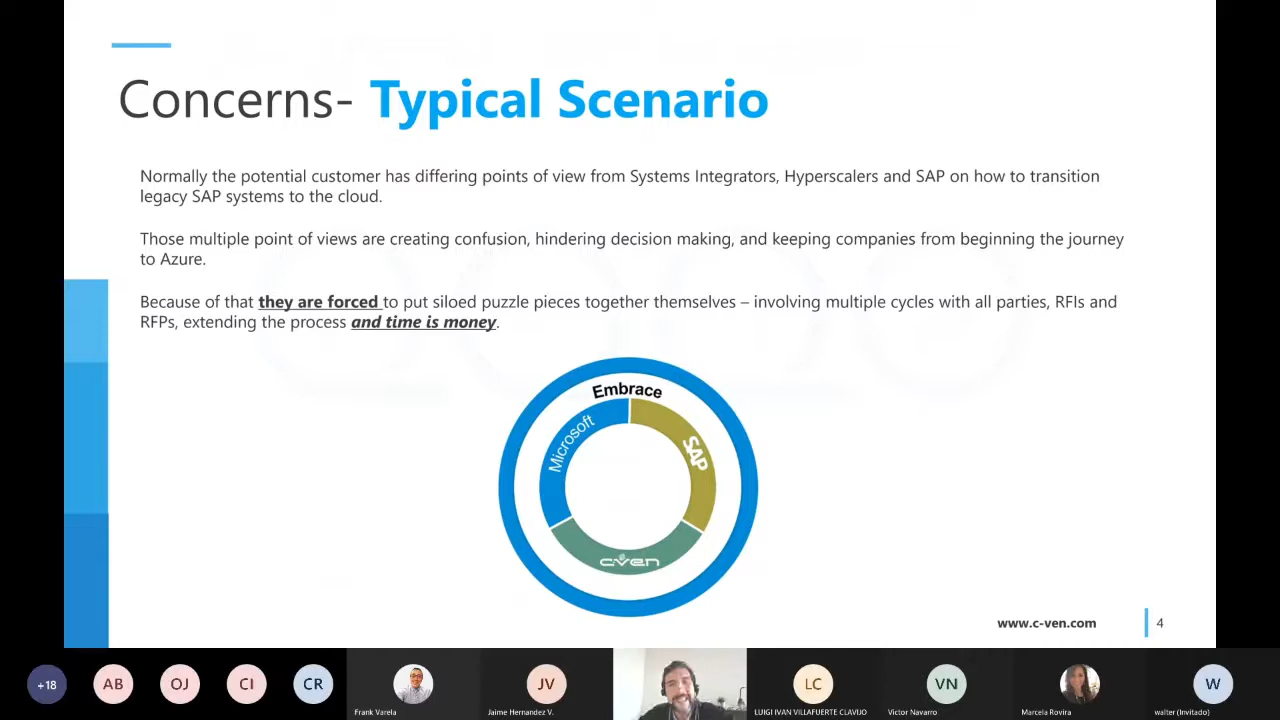 Concerns- Typical Scenario
Normally the potential customer has differing points of view from Systems Integrators, Hyperscalers and SAP on how to transition
legacy SAP systems to the cloud.
Those multiple point of views are creating confusion, hindering decision making, and keeping companies from beginning the journey
to Azure.
Because of that they are forced to put siloed puzzle pieces together themselves – involving multiple cycles with all parties, RFIs and
RFPs, extending the process and time is money.
Embrace
Microsoft
SAP
cven
www.c-ven.com
4
+18
AB
OJ
CI
CR
Frank Varela
JV
Jaime Hernandez V.
LC
LUIGI IVAN VILLAFUERTE CLAVIJO
VN
Victor Navarro
Marcela Rovira
W
walter (Invitado)